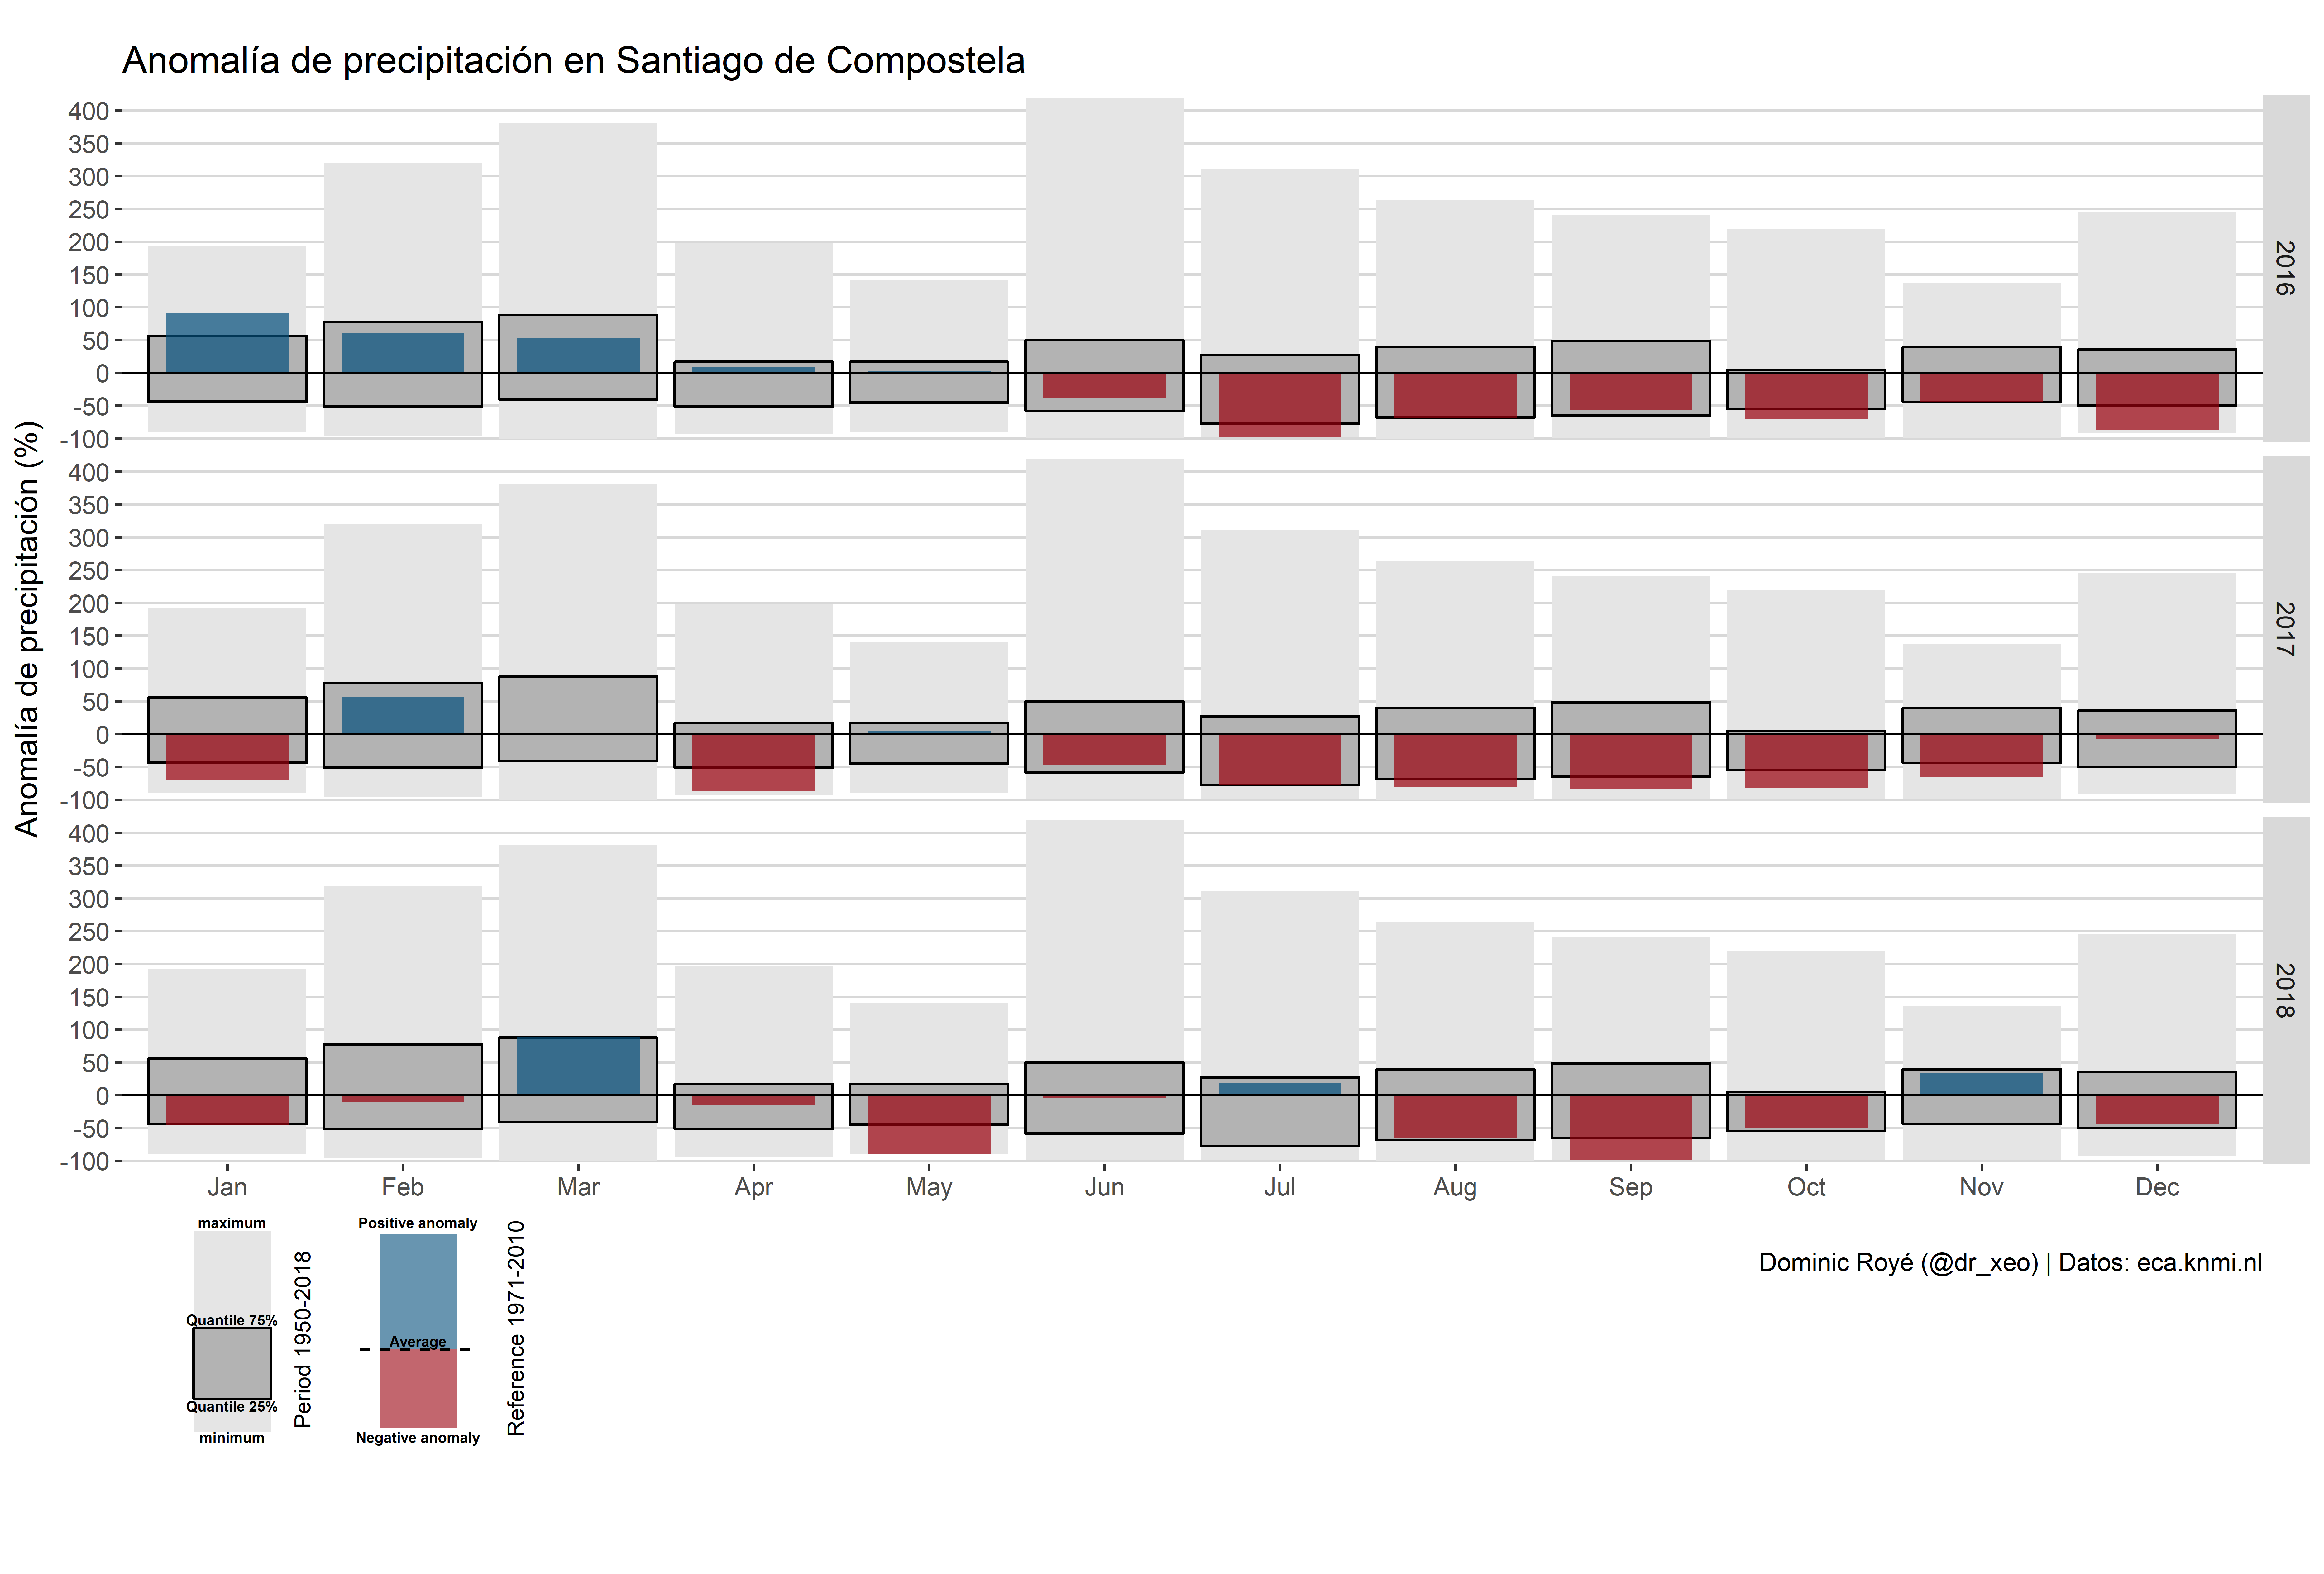 Anomalía de precipitación en Santiago de Compostela
Anomalía de precipitación (%)
400
350
300
250
200
150
100
50
0
-50
-100
2016
400
350
300
250
200
150
100
50
0
-50
-100
2017
400
350
300
250
200
150
100
50
0
-50
-100
2018
Jan Feb Mar Apr May Jun Jul Aug Sep Oct Nov Dec
maximum
Quantile 75%
Quantile 25%
minimum
Period 1950-2018
Positive anomaly
Average
Negative anomaly
Reference 1971-2010
Dominic Royé (@dr_xeo) | Datos: eca.knmi.nl